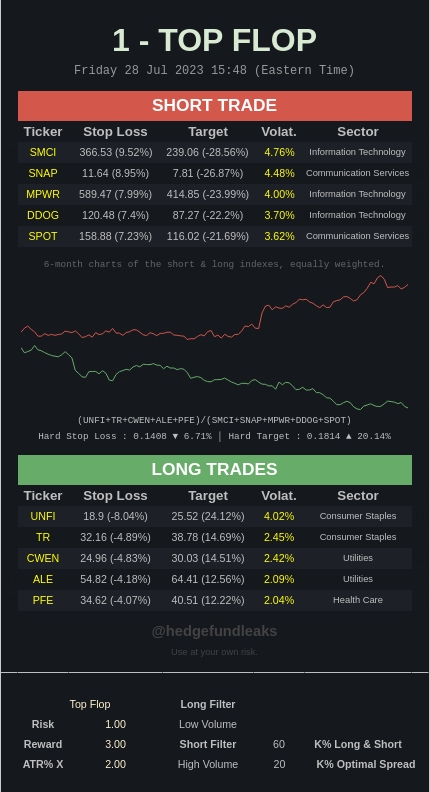 1 - TOP FLOP
Friday 28 Jul 2023 15:48 (Eastern Time)
SHORT TRADE
Ticker Stop Loss Target Volat. Sector
SMCI 366.53 (9.52%) 239.06 (-28.56%) 4.76% Information Technology
SNAP 11.64 (8.95%) 7.81 (-26.87%) 4.48% Communication Services
MPWR 589.47 (7.99%) 414.85 (-23.99%) 4.00% Information Technology
DDOG 120.48 (7.4%) 87.27 (-22.2%) 3.70% Information Technology
SPOT 158.88 (7.23%) 116.02 (-21.69%) 3.62% Communication Services
6-month charts of the short & long indexes, equally weighted.
(UNFI+TR+CWEN+ALE+PFE)/(SMCI+SNAP+MPWR+DDOG+SPOT)
Hard Stop Loss : 0.1408 ▼ 6.71% | Hard Target : 0.1814 ▲ 20.14%
LONG TRADES
Ticker Stop Loss Target Volat. Sector
UNFI 18.9 (-8.04%) 25.52 (24.12%) 4.02% Consumer Staples
TR 32.16 (-4.89%) 38.78 (14.69%) 2.45% Consumer Staples
CWEN 24.96 (-4.83%) 30.03 (14.51%) 2.42% Utilities
ALE 54.82 (-4.18%) 64.41 (12.56%) 2.09% Utilities
PFE 34.62 (-4.07%) 40.51 (12.22%) 2.04% Health Care
@hedgefundleaks
Use at your own risk.
Top Flop Long Filter
Risk 1.00 Low Volume
Reward 3.00 Short Filter 60 K% Long & Short
ATR% X 2.00 High Volume 20 K% Optimal Spread